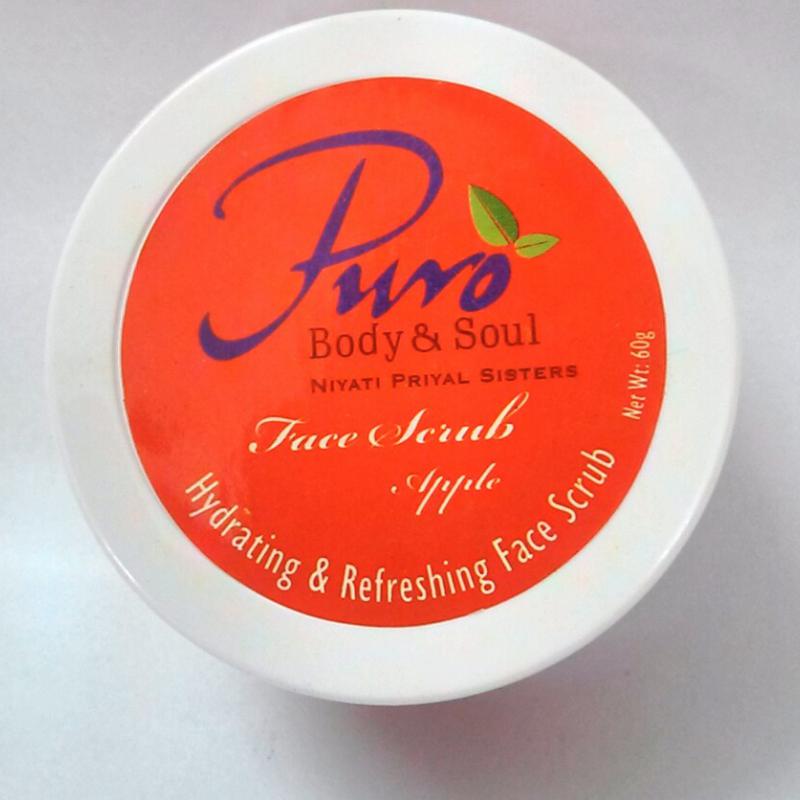 Puro
Body & Soul
NIYATI PRIYAL SISTERS
Face Scrub
Apple
Hydrating & Refreshing Face Scrub
Net Wt: 60g